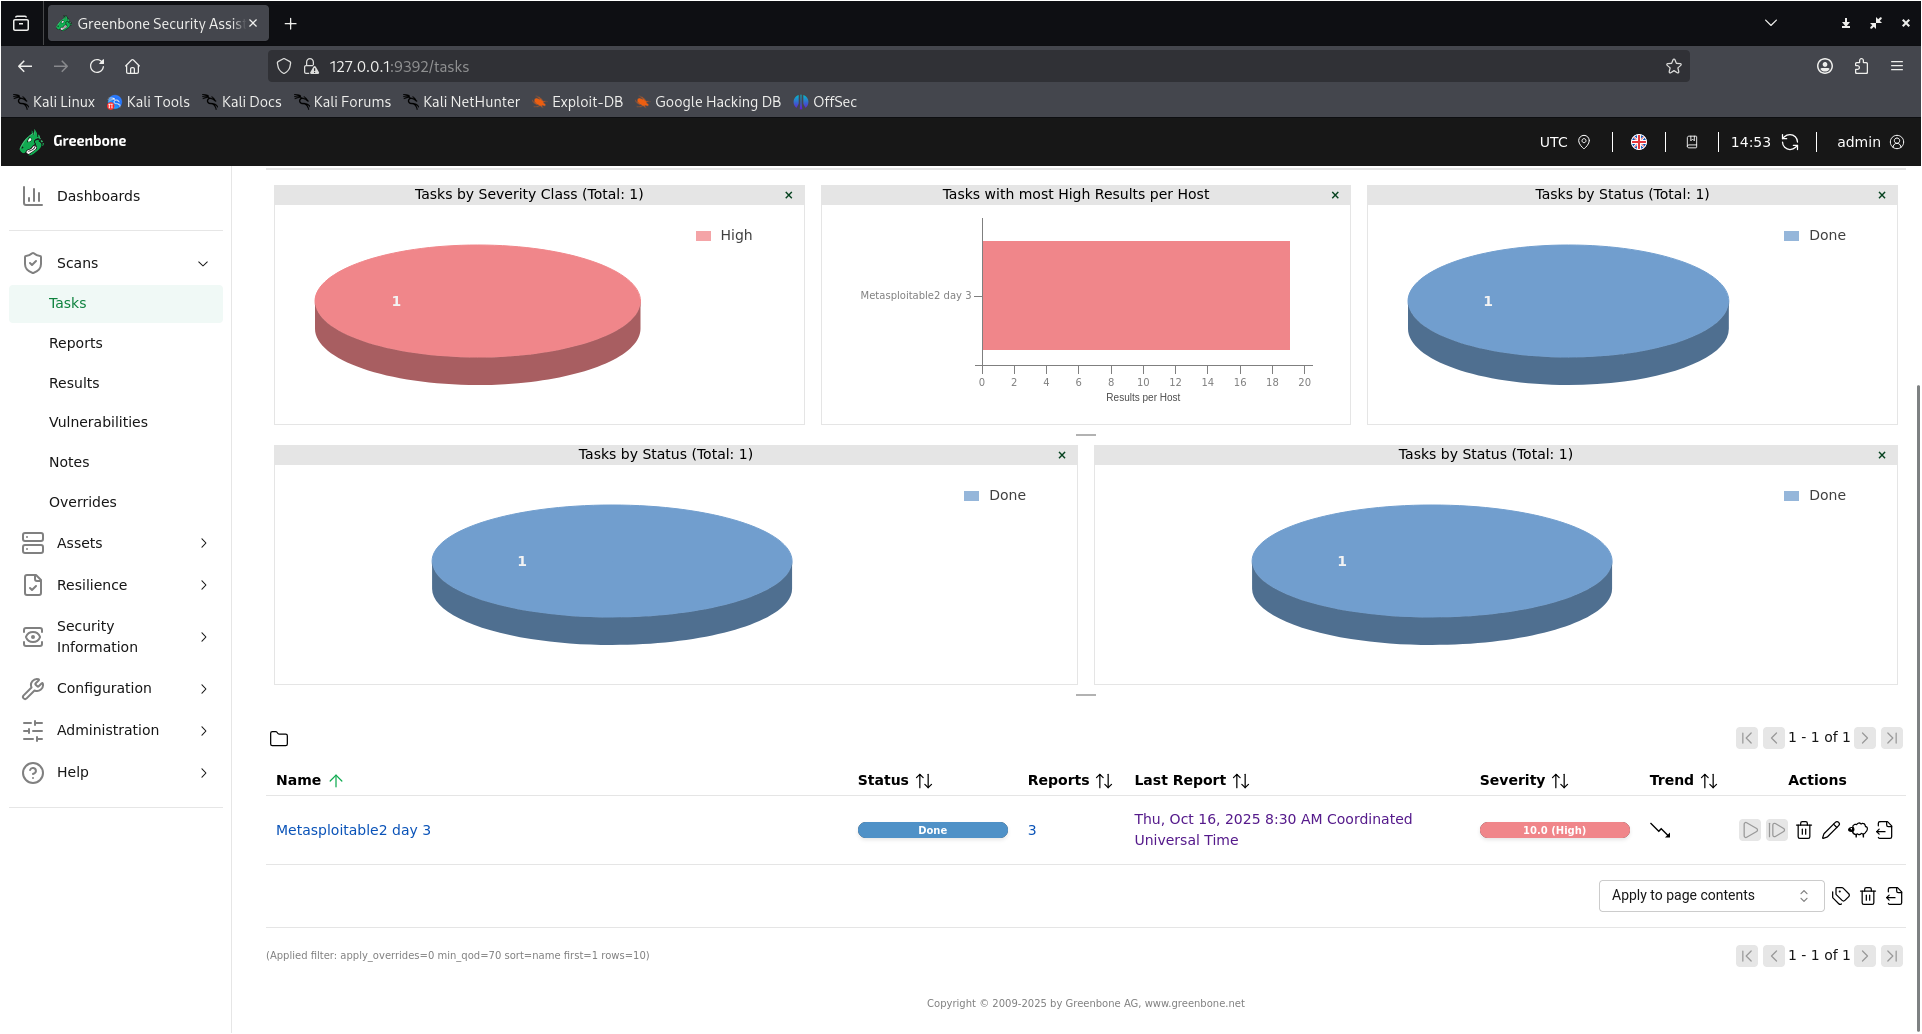 Greenbone Security Assis
127.0.0.1:9392/tasks
Kali Linux Kali Tools Kali Docs Kali Forums Kali NetHunter Exploit-DB Google Hacking DB OffSec
Greenbone
UTC 14:53 admin
Dashboards
Scans
Tasks
Reports
Results
Vulnerabilities
Notes
Overrides
Assets
Resilience
Security
Information
Configuration
Administration
Help
Tasks by Severity Class (Total: 1)
High
1
Tasks with most High Results per Host
Metasploitable2 day 3
0 2 4 6 8 10 12 14 16 18 20
Results per Host
Tasks by Status (Total: 1)
Done
1
Tasks by Status (Total: 1)
Done
1
Tasks by Status (Total: 1)
Done
1
1 - 1 of 1
Name Status Reports Last Report Severity Trend Actions
Metasploitable2 day 3 Done 3 Thu, Oct 16, 2025 8:30 AM Coordinated 10.0 (High)
Universal Time
Apply to page contents
(Applied filter: apply_overrides=0 min_qod=70 sort=name first=1 rows=10) 1 - 1 of 1
Copyright © 2009-2025 by Greenbone AG, www.greenbone.net